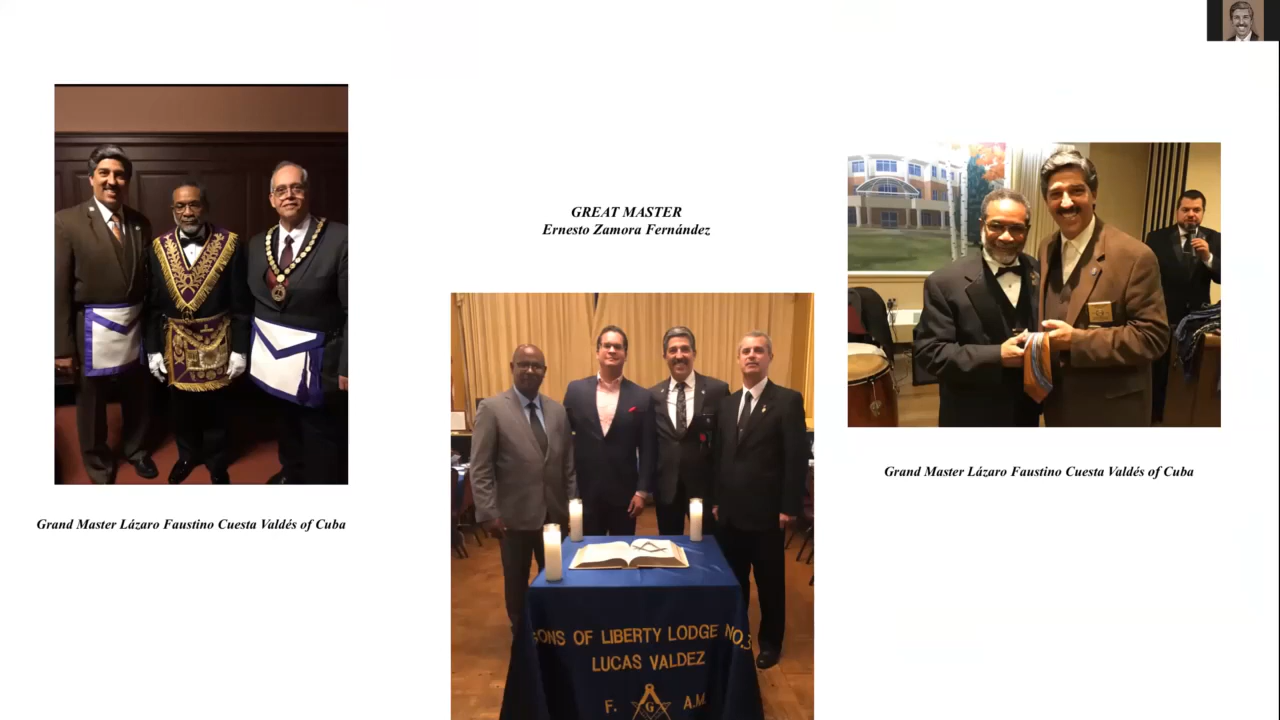 GREAT MASTER
Ernesto Zamora Fernández
Grand Master Lázaro Faustino Cuesta Valdés of Cuba
Grand Master Lázaro Faustino Cuesta Valdés of Cuba
SONS OF LIBERTY LODGE NO.3
LUCAS VALDEZ
F. G A.M.